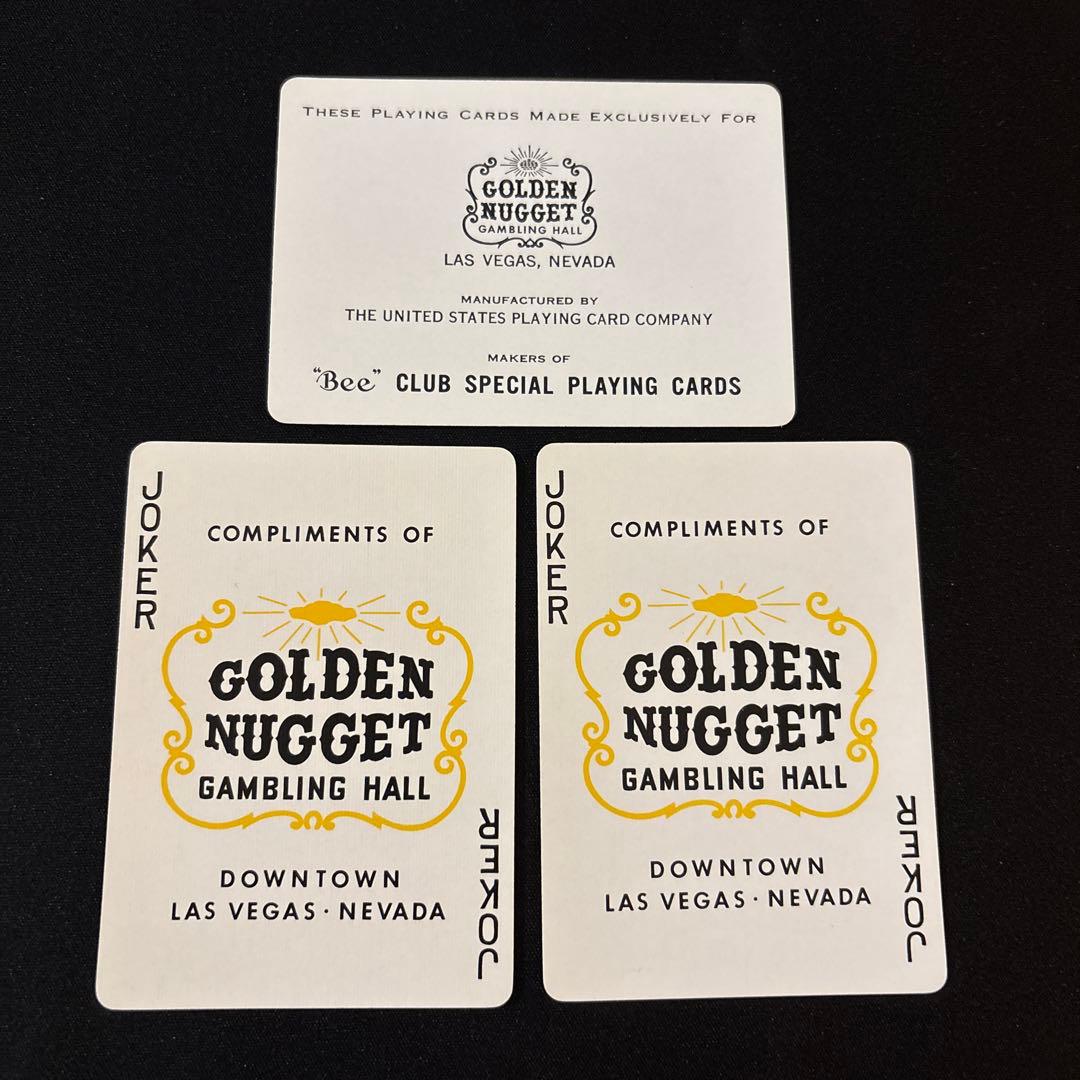 THESE PLAYING CARDS MADE EXCLUSIVELY FOR
GOLDEN
NUGGET
GAMBLING HALL
LAS VEGAS, NEVADA
MANUFACTURED BY
THE UNITED STATES PLAYING CARD COMPANY
MAKERS OF
"Bee" CLUB SPECIAL PLAYING CARDS
JOKER
COMPLIMENTS OF
GOLDEN
NUGGET
GAMBLING HALL
DOWNTOWN
LAS VEGAS · NEVADA
JOKER
JOKER
COMPLIMENTS OF
GOLDEN
NUGGET
GAMBLING HALL
DOWNTOWN
LAS VEGAS · NEVADA
JOKER